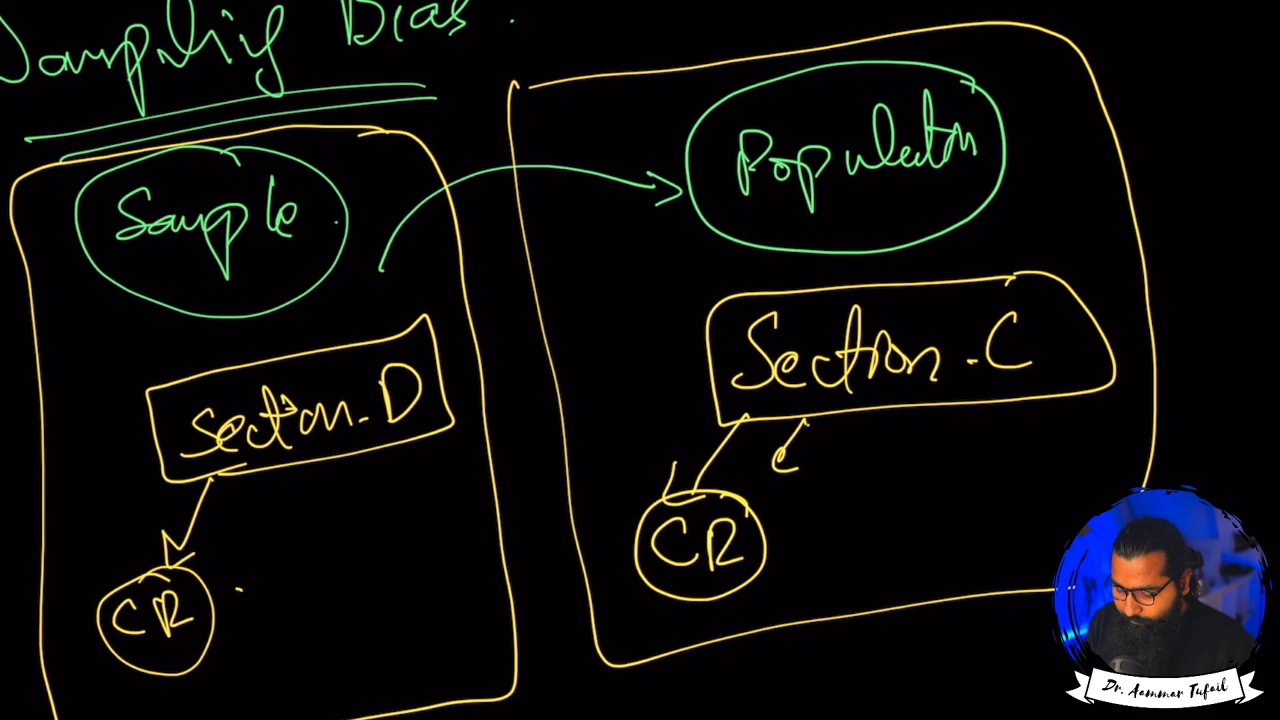 Sampling Bias.
Sample
Population
Section-D
Section-C
CR
CR
Dr. Aammar Tufail